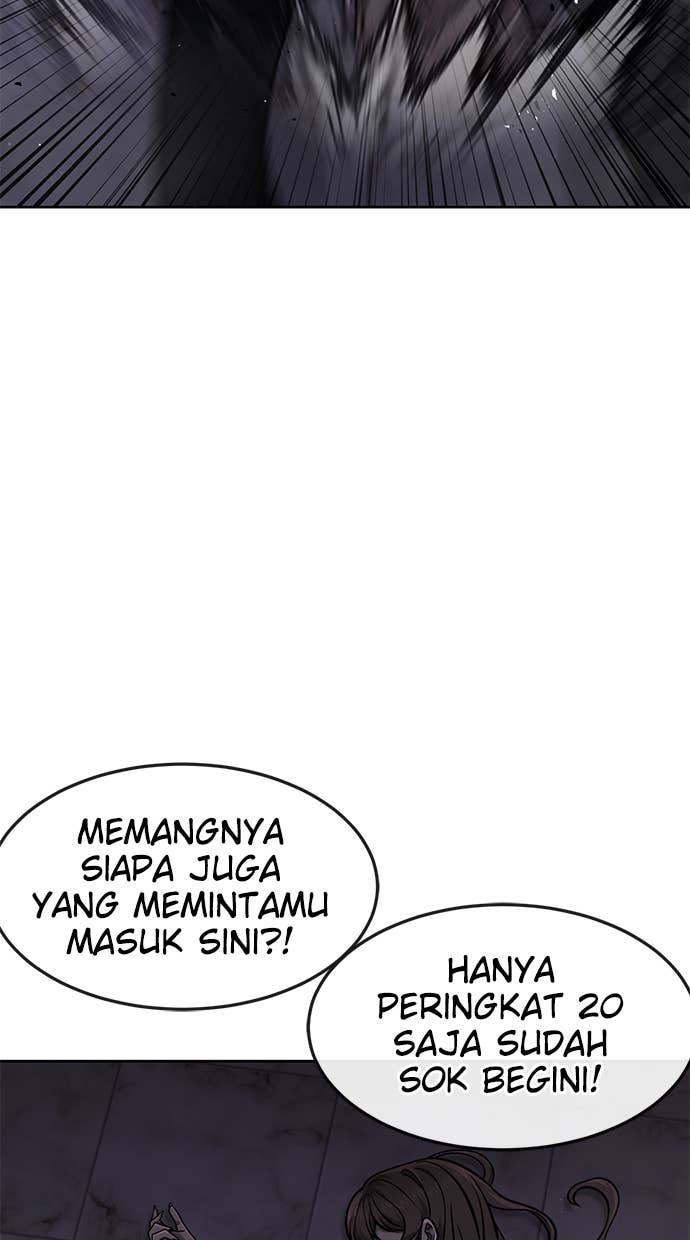 MEMANGNYA
SIAPA JUGA
YANG MEMINTAMU
MASUK SINI?!
HANYA
PERINGKAT 20
SAJA SUDAH
SOK BEGINI!